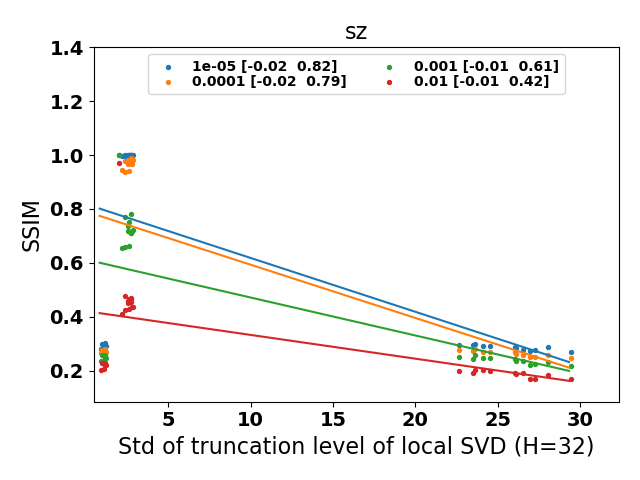 sz
1e-05 [-0.02  0.82]
0.0001 [-0.02  0.79]
0.001 [-0.01  0.61]
0.01 [-0.01  0.42]
SSIM
1.4
1.2
1.0
0.8
0.6
0.4
0.2
5 10 15 20 25 30
Std of truncation level of local SVD (H=32)